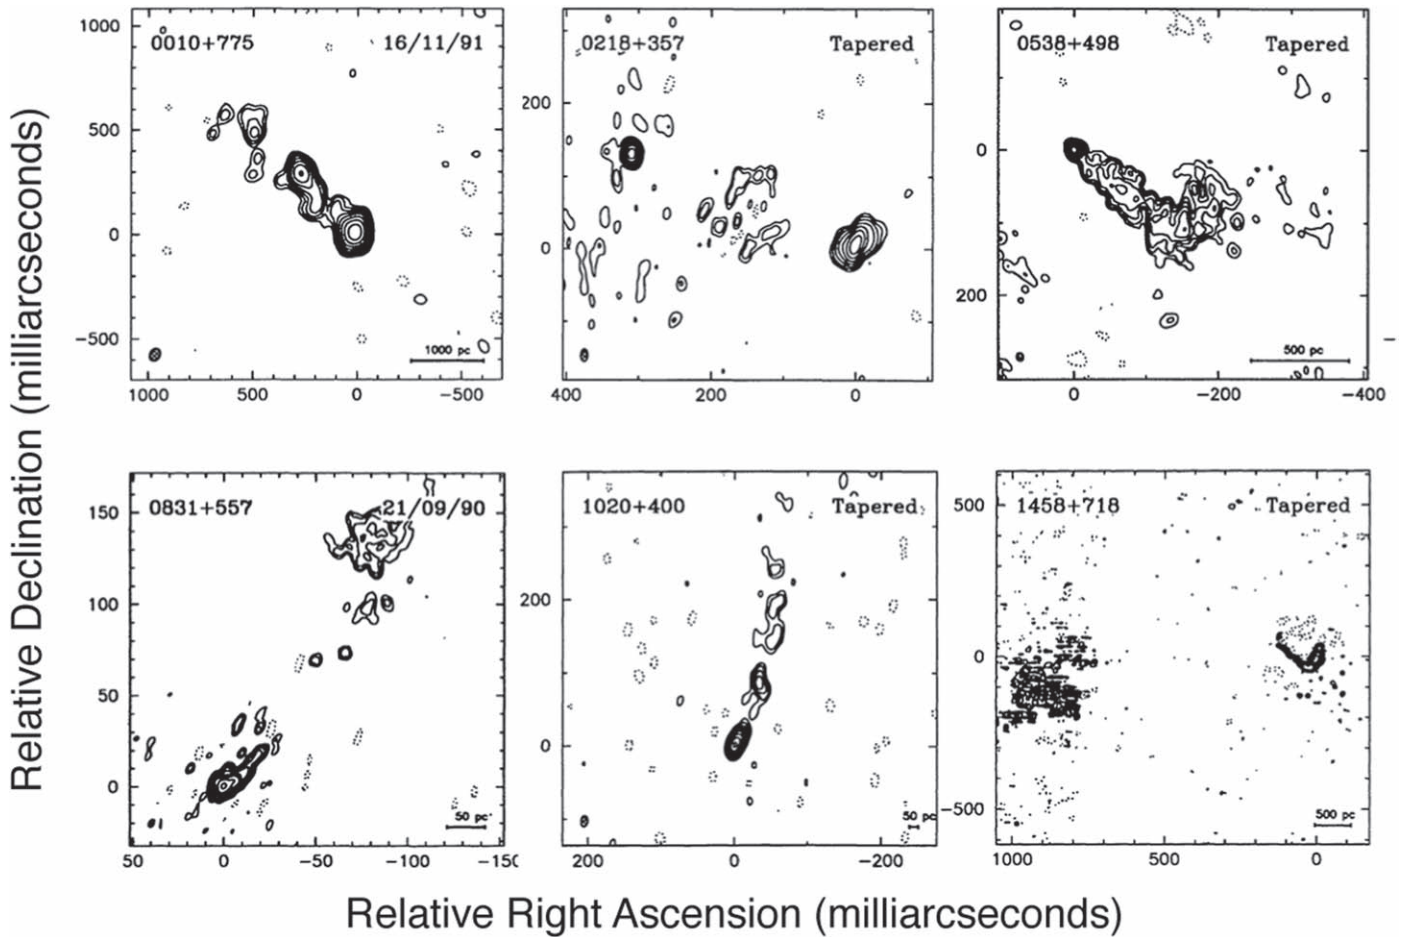 Relative Declination (milliarcseconds)
1000
500
0
−500
0010+775 16/11/91
1000 pc
1000 500 0 −500
200
0
0218+357 Tapered
400 200 0
0
200
0538+498 Tapered
500 pc
0 −200 −400
150
100
50
0
0831+557 21/09/90
50 pc
50 0 −50 −100 −150
200
0
1020+400 Tapered
50 pc
200 0 −200
500
0
−500
1458+718 Tapered
500 pc
1000 500 0
Relative Right Ascension (milliarcseconds)